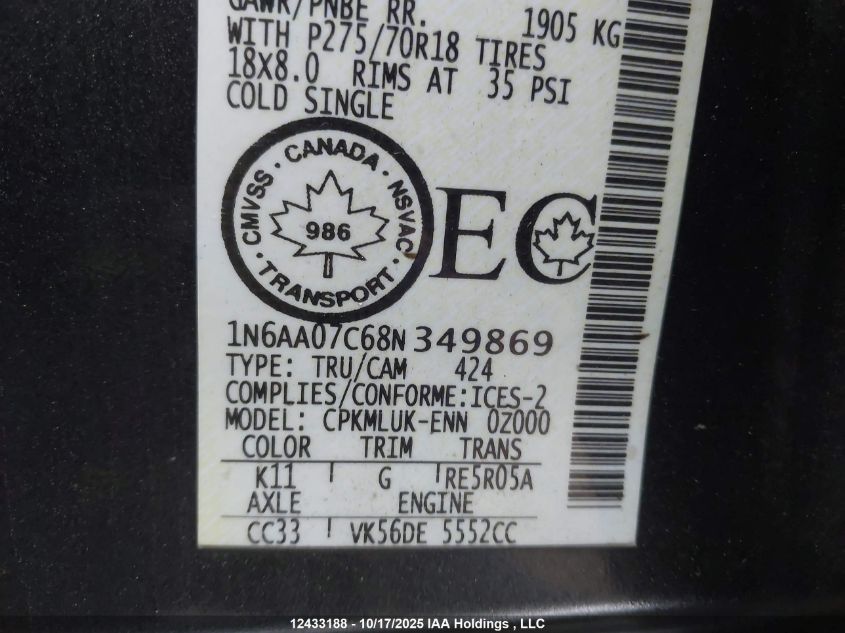 GAWR/PNBE RR. 1905 KG
WITH P275/70R18 TIRES
18X8.0 RIMS AT 35 PSI
COLD SINGLE
CMVSS · CANADA · NSVAC · TRANSPORT ·
986
EC
1N6AA07C68N349869
TYPE: TRU/CAM 424
COMPLIES/CONFORME:ICES-2
MODEL: CPKMLUK-ENN 0Z000
COLOR TRIM TRANS
K11 G RE5R05A
AXLE ENGINE
CC33 VK56DE 5552CC
12433188 - 10/17/2025 IAA Holdings , LLC